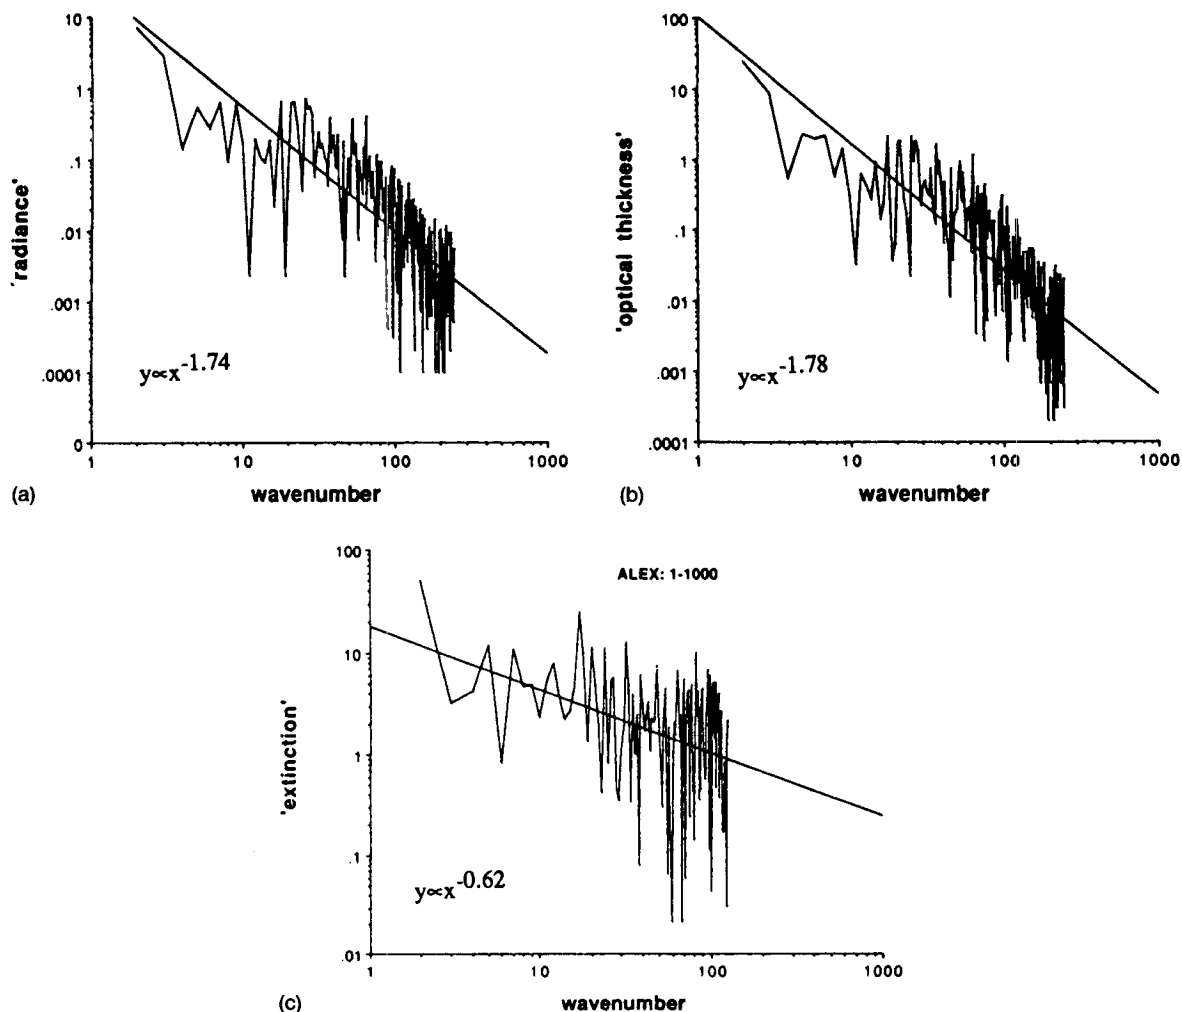 10
1
.1
.01
.001
.0001
0
'radiance'
y∝x^-1.74
1 10 100 1000
(a) wavenumber
100
10
1
.1
.01
.001
.0001
'optical thickness'
y∝x^-1.78
1 10 100 1000
(b) wavenumber
100
10
1
.1
.01
'extinction'
ALEX: 1-1000
y∝x^-0.62
1 10 100 1000
(c) wavenumber